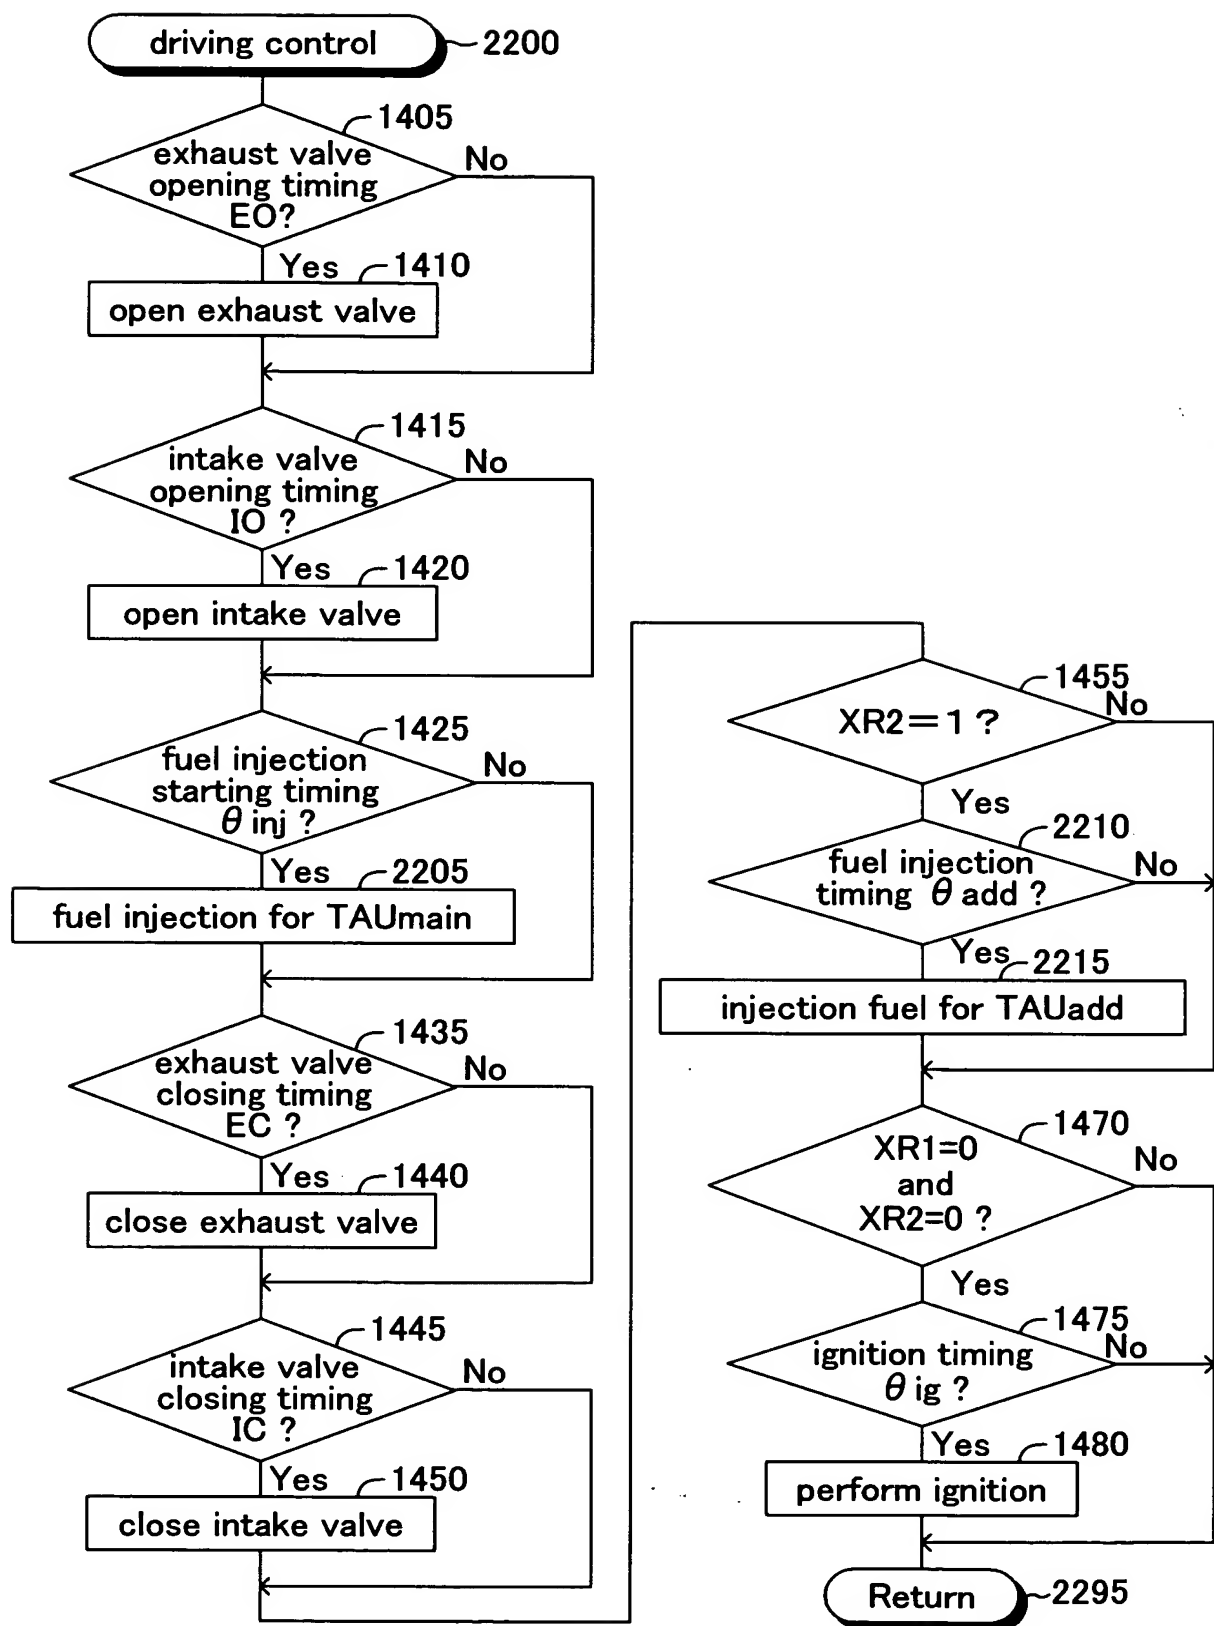 driving control
2200
1405
exhaust valve
opening timing
EO?
No
Yes
1410
open exhaust valve
1415
intake valve
opening timing
IO ?
No
Yes
1420
open intake valve
1425
fuel injection
starting timing
θ inj ?
No
Yes
2205
fuel injection for TAUmain
1435
exhaust valve
closing timing
EC ?
No
Yes
1440
close exhaust valve
1445
intake valve
closing timing
IC ?
No
Yes
1450
close intake valve
1455
XR2=1 ?
No
Yes
2210
fuel injection
timing θ add ?
No
Yes
2215
injection fuel for TAUadd
1470
XR1=0
and
XR2=0 ?
No
Yes
1475
ignition timing
θ ig ?
No
Yes
1480
perform ignition
Return
2295